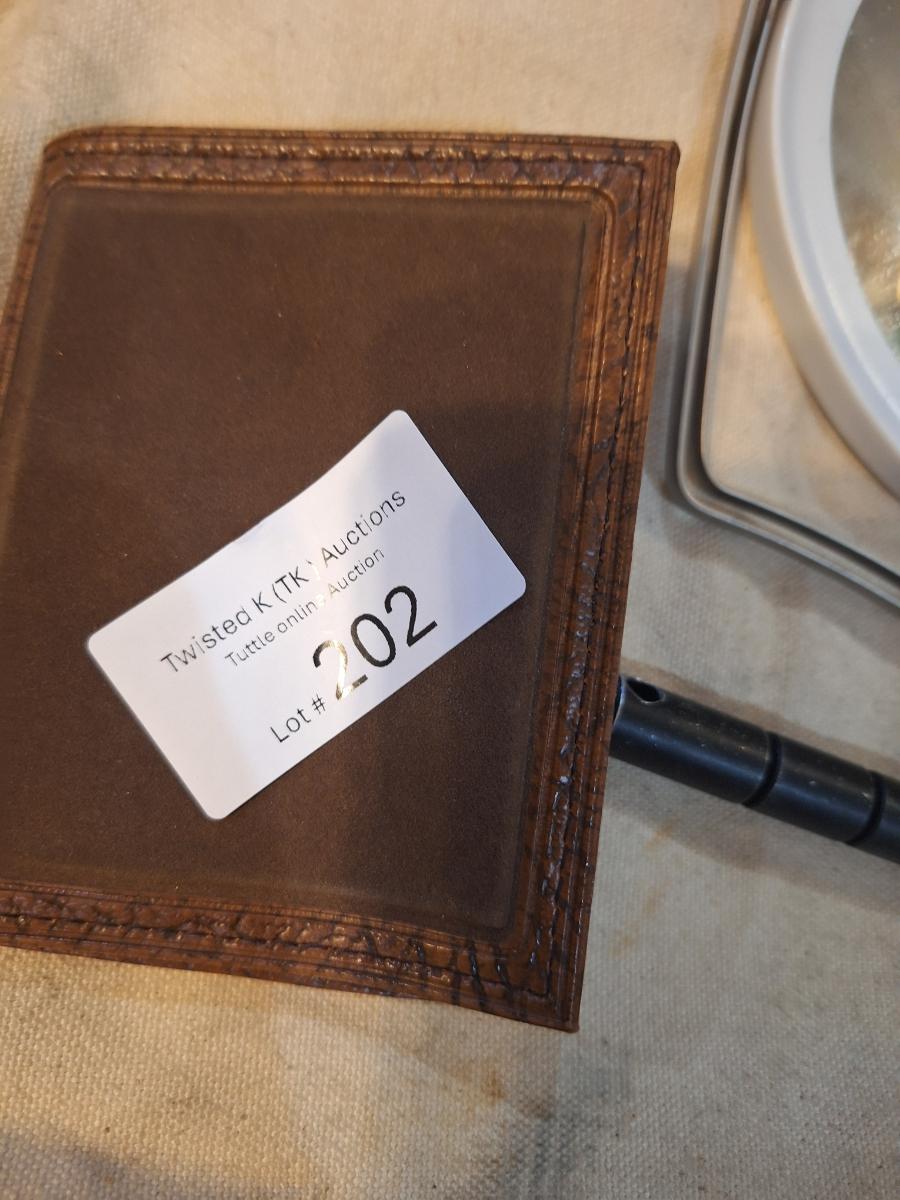 Twisted K (TK) Auctions
Tuttle online Auction
Lot # 202